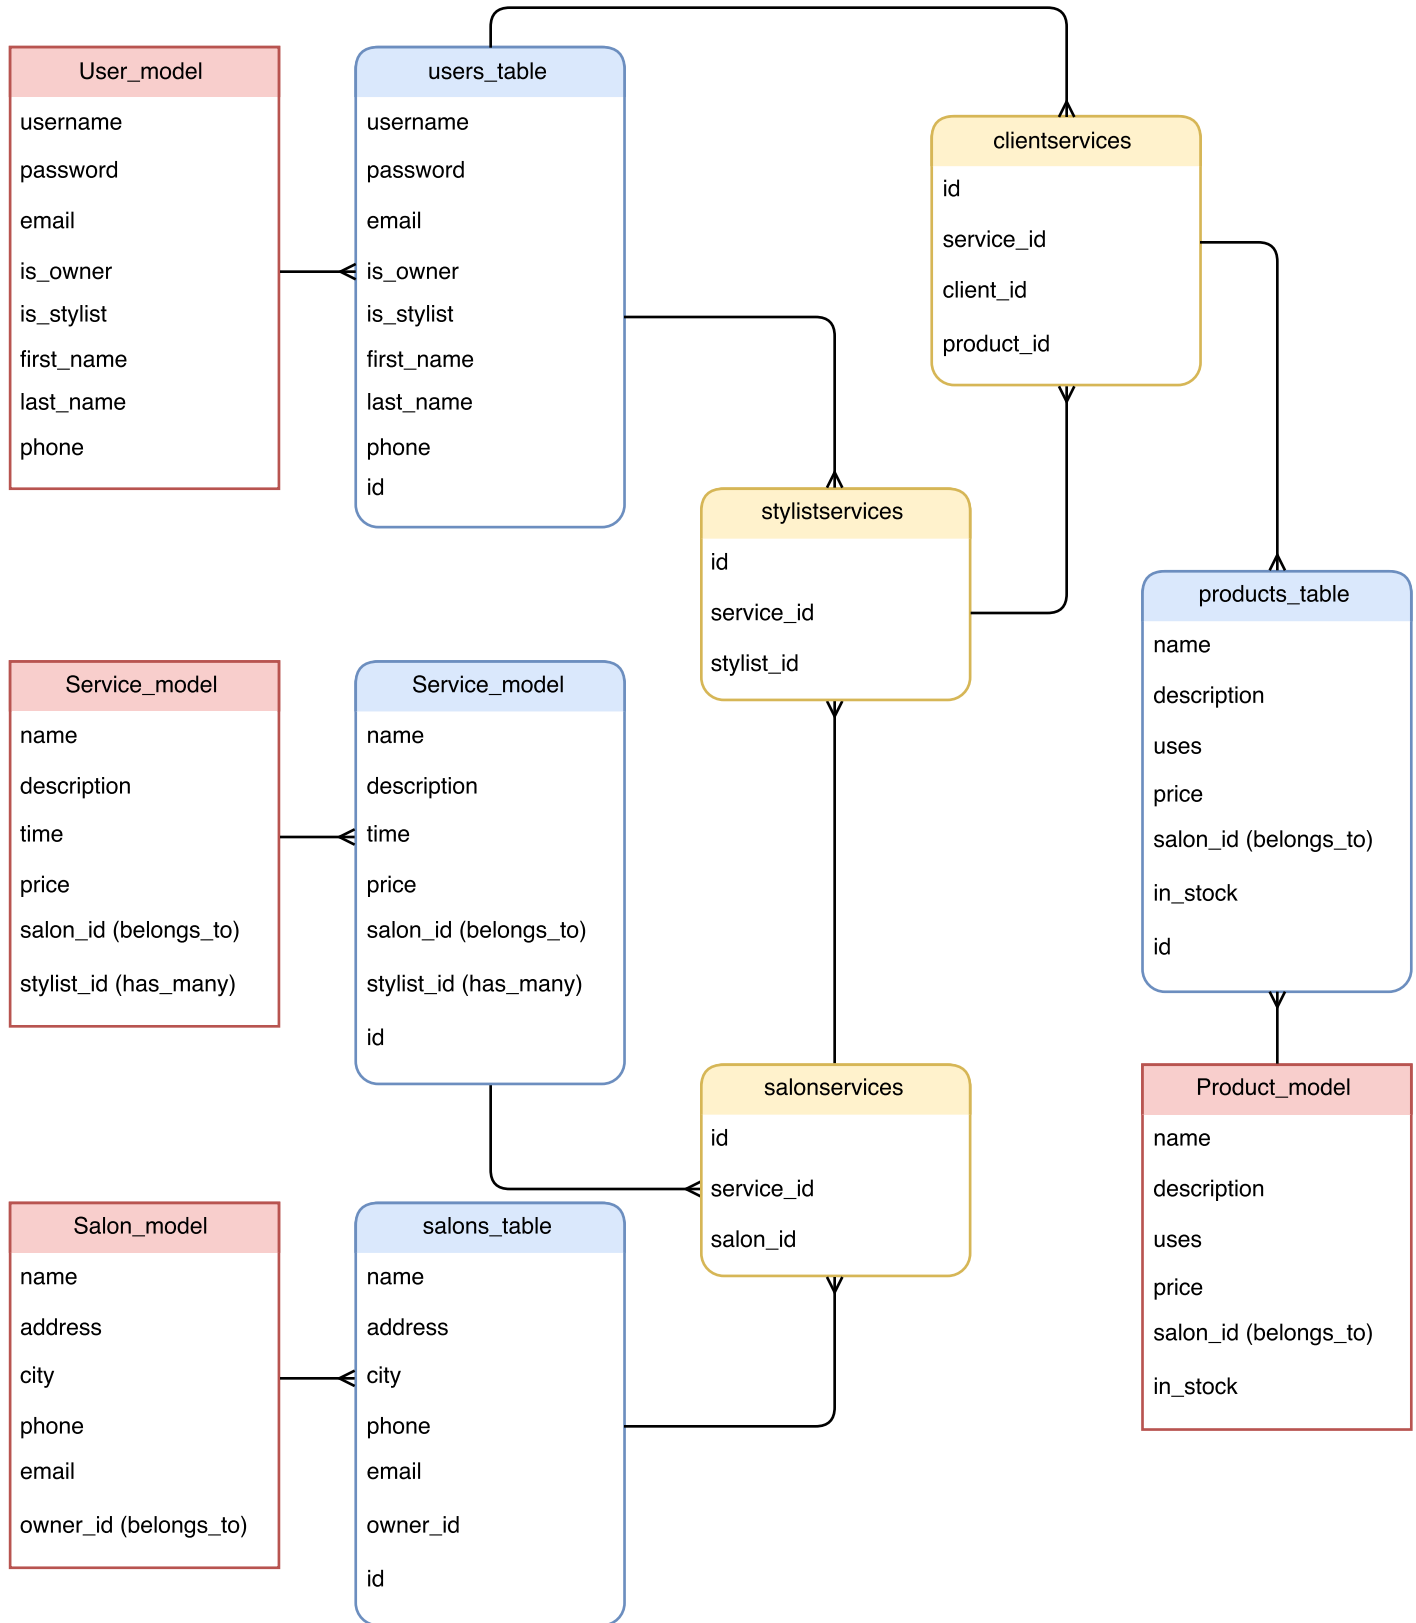 User_model
username
password
email
is_owner
is_stylist
first_name
last_name
phone
users_table
username
password
email
is_owner
is_stylist
first_name
last_name
phone
id
clientservices
id
service_id
client_id
product_id
stylistservices
id
service_id
stylist_id
products_table
name
description
uses
price
salon_id (belongs_to)
in_stock
id
Service_model
name
description
time
price
salon_id (belongs_to)
stylist_id (has_many)
Service_model
name
description
time
price
salon_id (belongs_to)
stylist_id (has_many)
id
salonservices
id
service_id
salon_id
Product_model
name
description
uses
price
salon_id (belongs_to)
in_stock
Salon_model
name
address
city
phone
email
owner_id (belongs_to)
salons_table
name
address
city
phone
email
owner_id
id